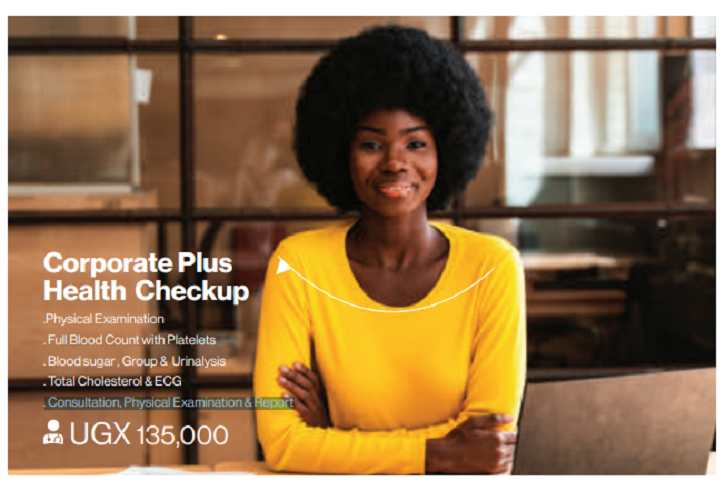 Corporate Plus
Health Checkup
.Physical Examination
. Full Blood Count with Platelets
. Blood sugar , Group & Urinalysis
. Total Cholesterol & ECG
. Consultation, Physical Examination & Report
UGX 135,000